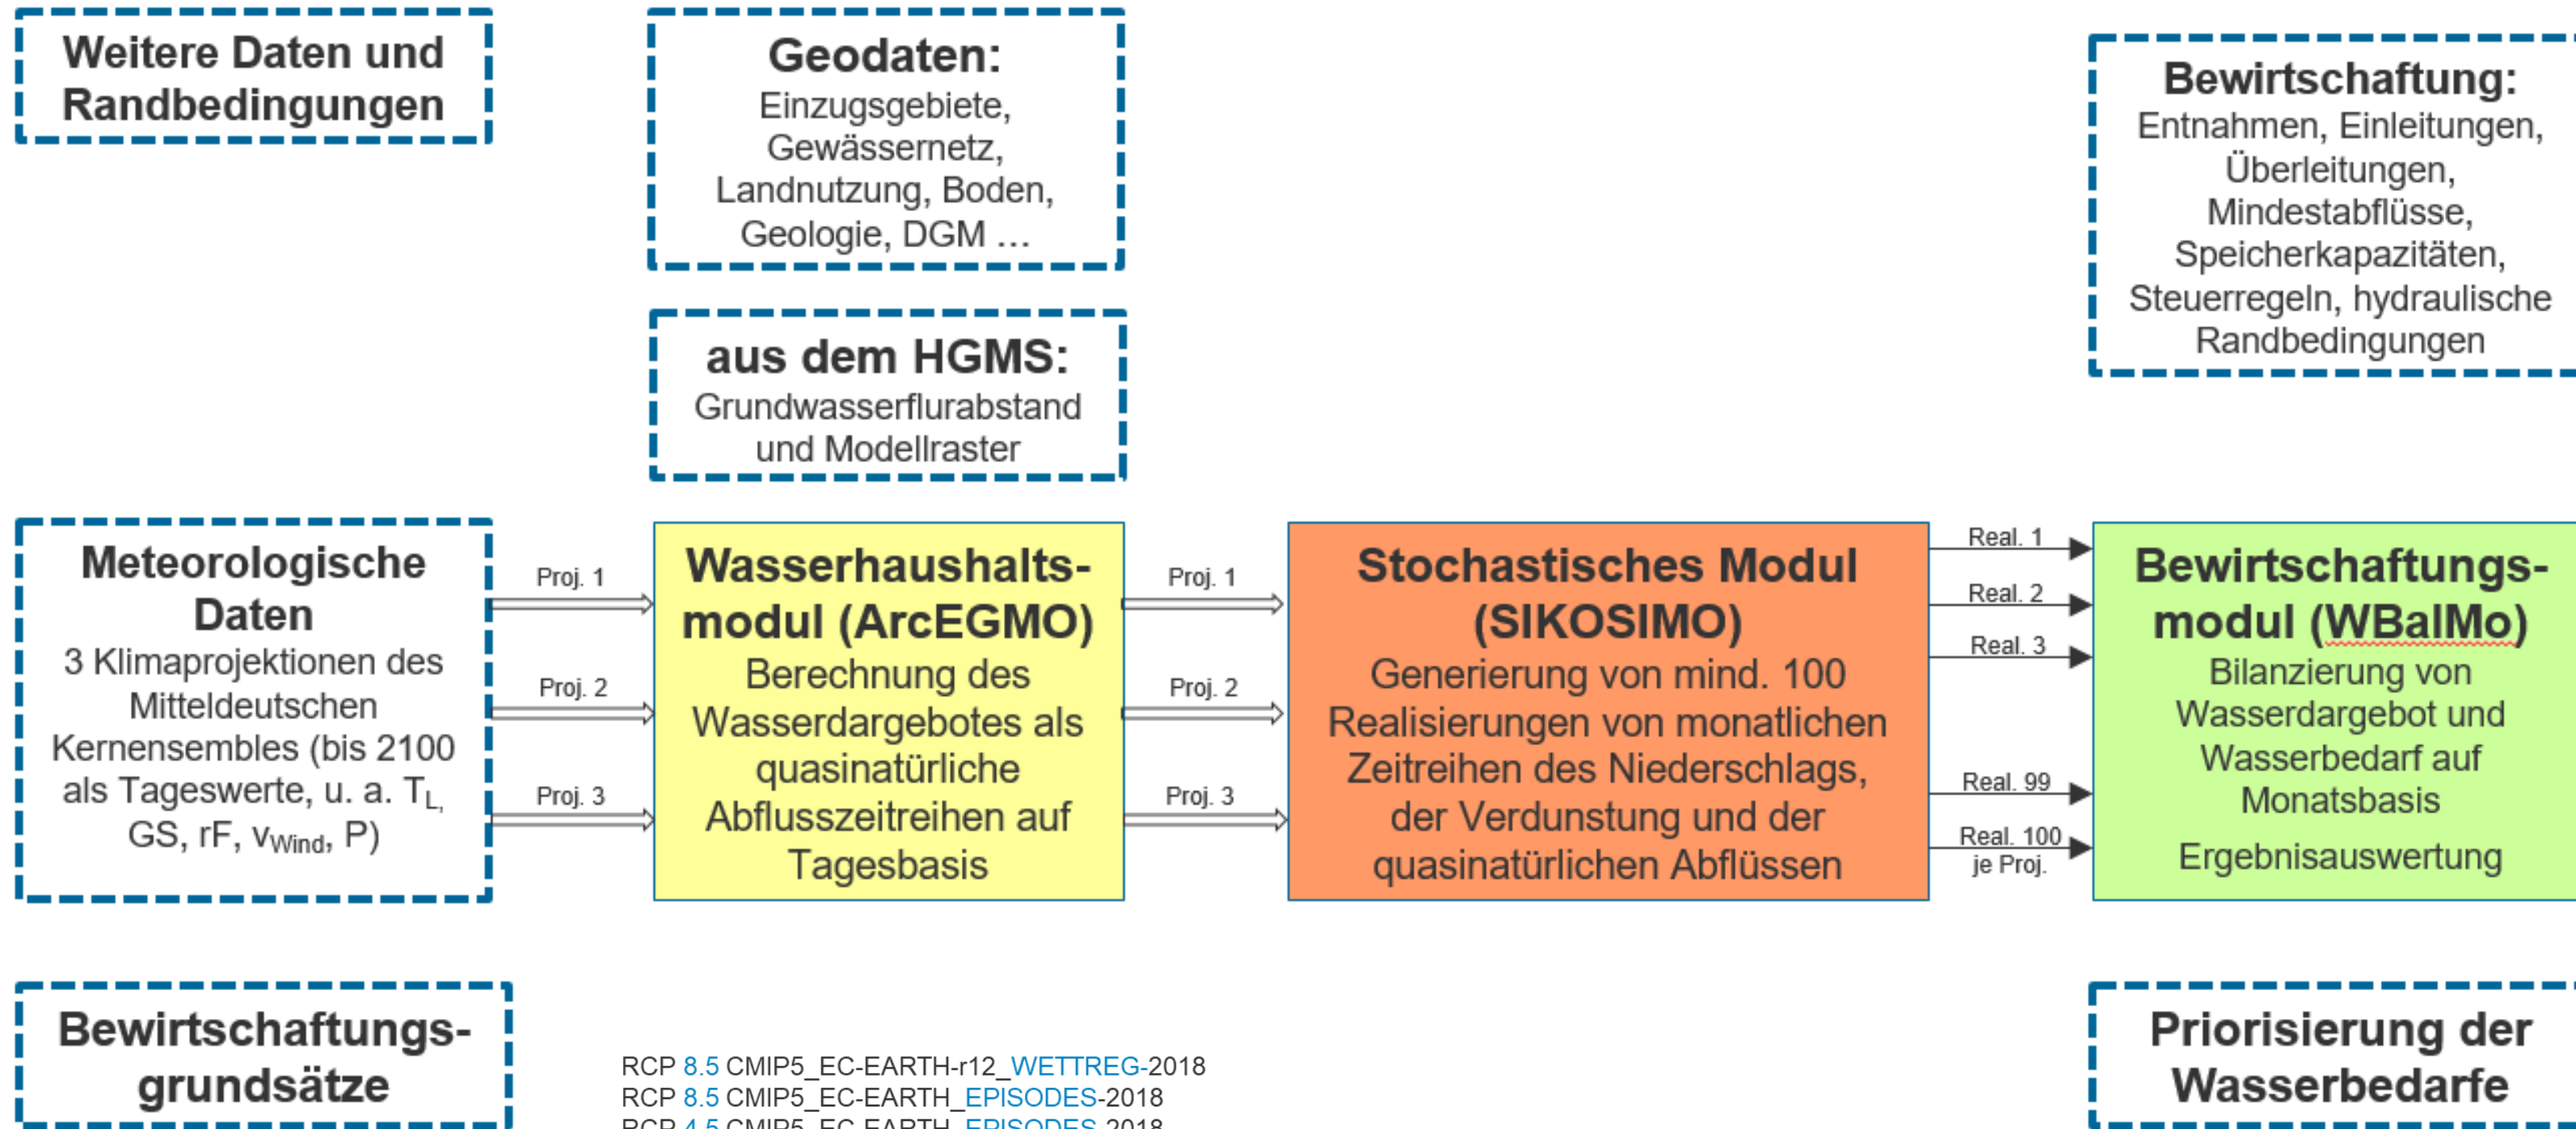 Weitere Daten und
Randbedingungen
Geodaten:
Einzugsgebiete,
Gewässernetz,
Landnutzung, Boden,
Geologie, DGM ...
Bewirtschaftung:
Entnahmen, Einleitungen,
Überleitungen,
Mindestabflüsse,
Speicherkapazitäten,
Steuerregeln, hydraulische
Randbedingungen
aus dem HGMS:
Grundwasserflurabstand
und Modellraster
Meteorologische
Daten
3 Klimaprojektionen des
Mitteldeutschen
Kernensembles (bis 2100
als Tageswerte, u. a. TL,
GS, rF, vWind, P)
Proj. 1
Proj. 2
Proj. 3
Wasserhaushalts-
modul (ArcEGMO)
Berechnung des
Wasserdargebotes als
quasinatürliche
Abflusszeitreihen auf
Tagesbasis
Proj. 1
Proj. 2
Proj. 3
Stochastisches Modul
(SIKOSIMO)
Generierung von mind. 100
Realisierungen von monatlichen
Zeitreihen des Niederschlags,
der Verdunstung und der
quasinatürlichen Abflüssen
Real. 1
Real. 2
Real. 3
Real. 99
Real. 100
je Proj.
Bewirtschaftungs-
modul (WBalMo)
Bilanzierung von
Wasserdargebot und
Wasserbedarf auf
Monatsbasis
Ergebnisauswertung
Bewirtschaftungs-
grundsätze
RCP 8.5 CMIP5_EC-EARTH-r12_WETTREG-2018
RCP 8.5 CMIP5_EC-EARTH_EPISODES-2018
RCP 4.5 CMIP5_EC-EARTH_EPISODES-2018
Priorisierung der
Wasserbedarfe